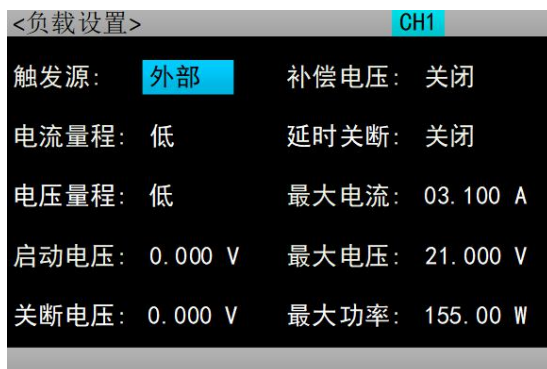 <负载设置> CH1
触发源: 外部 补偿电压: 关闭
电流量程: 低 延时关断: 关闭
电压量程: 低 最大电流: 03.100 A
启动电压: 0.000 V 最大电压: 21.000 V
关断电压: 0.000 V 最大功率: 155.00 W